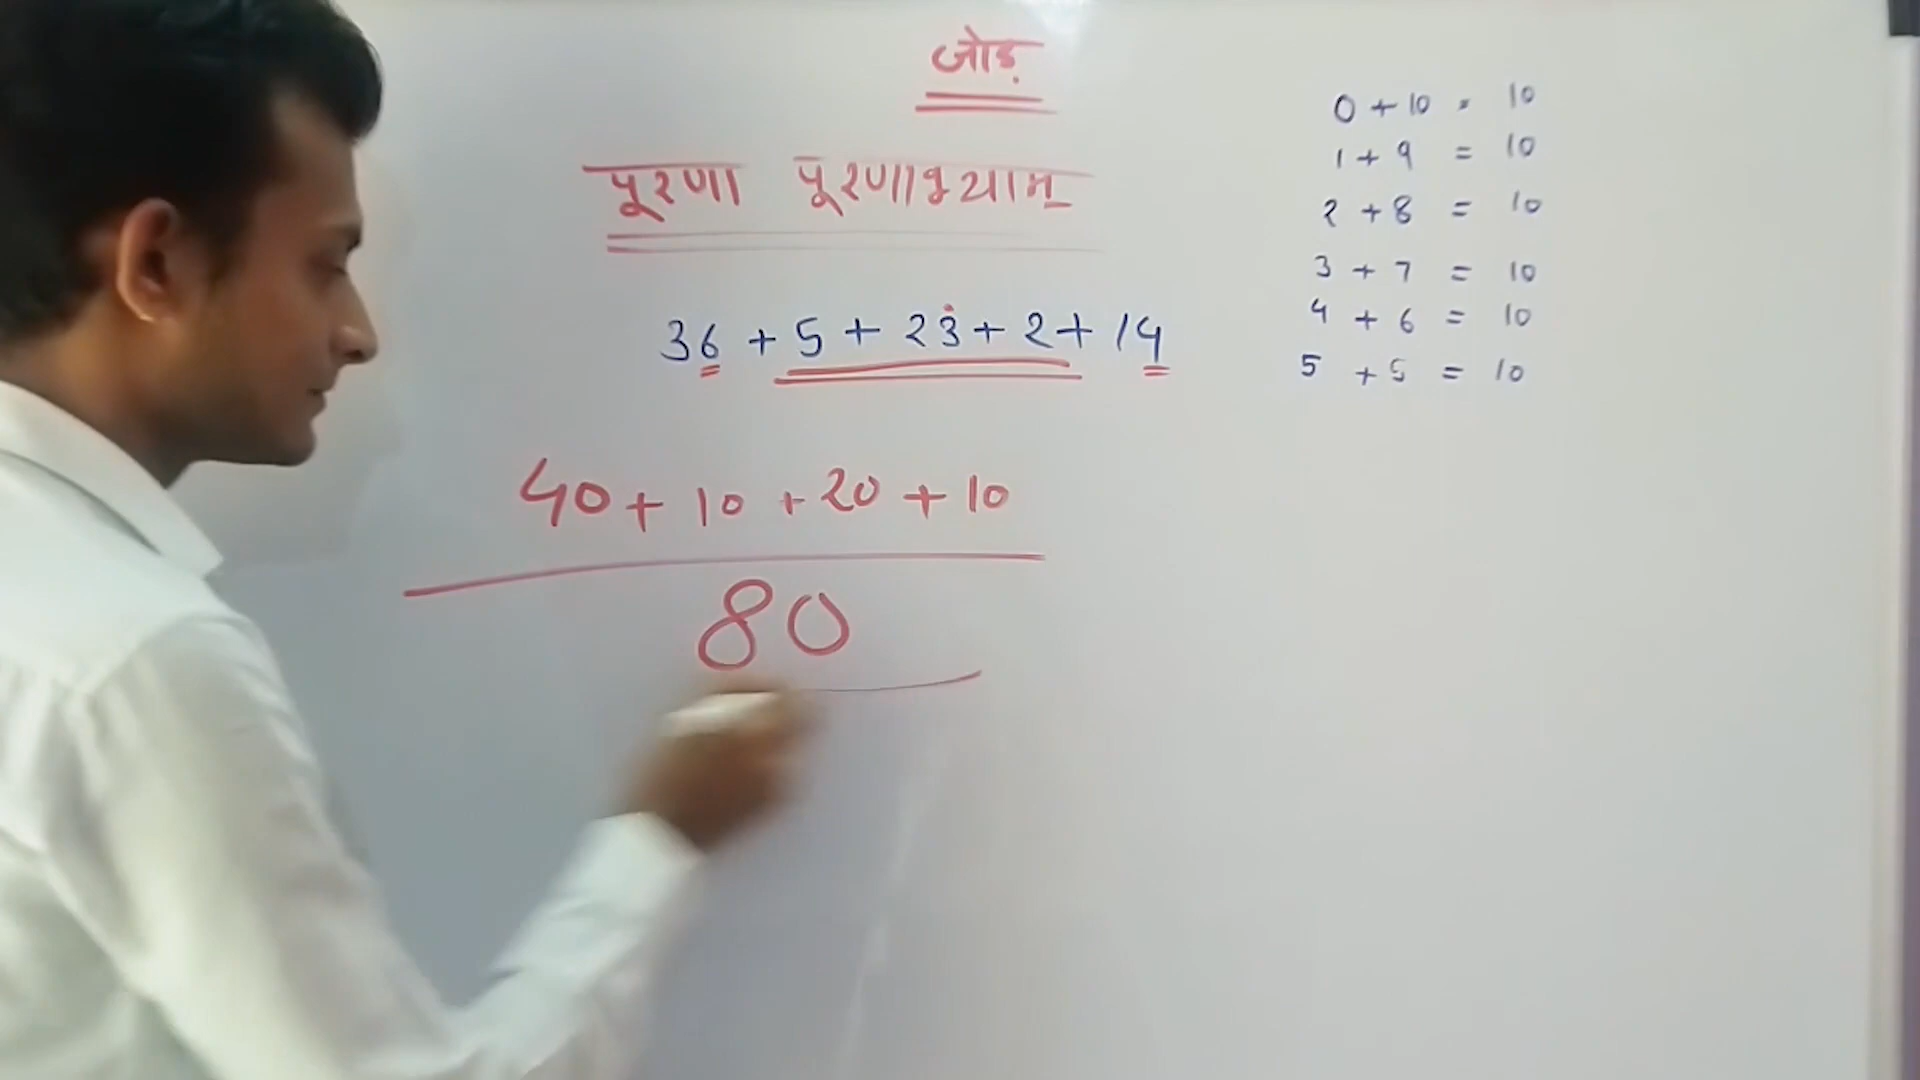 जोड़
पूरणा पूरणाभ्याम्
36 + 5 + 23 + 2 + 14
40 + 10 + 20 + 10
80
0 + 10 = 10
1 + 9 = 10
2 + 8 = 10
3 + 7 = 10
4 + 6 = 10
5 + 5 = 10